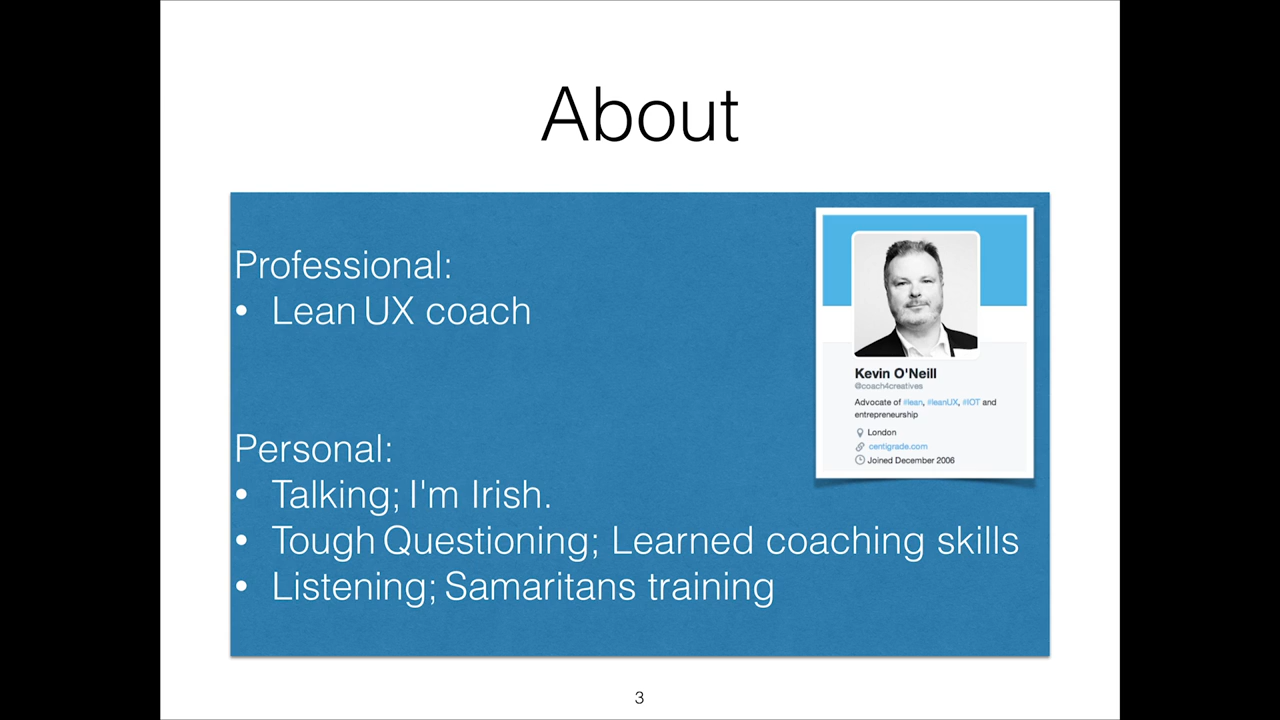 About
Professional:
• Lean UX coach
Personal:
• Talking; I'm Irish.
• Tough Questioning; Learned coaching skills
• Listening; Samaritans training
Kevin O'Neill
@coach4creatives
Advocate of #lean, #leanUX, #IOT and
entrepreneurship
London
centigrade.com
Joined December 2006
3